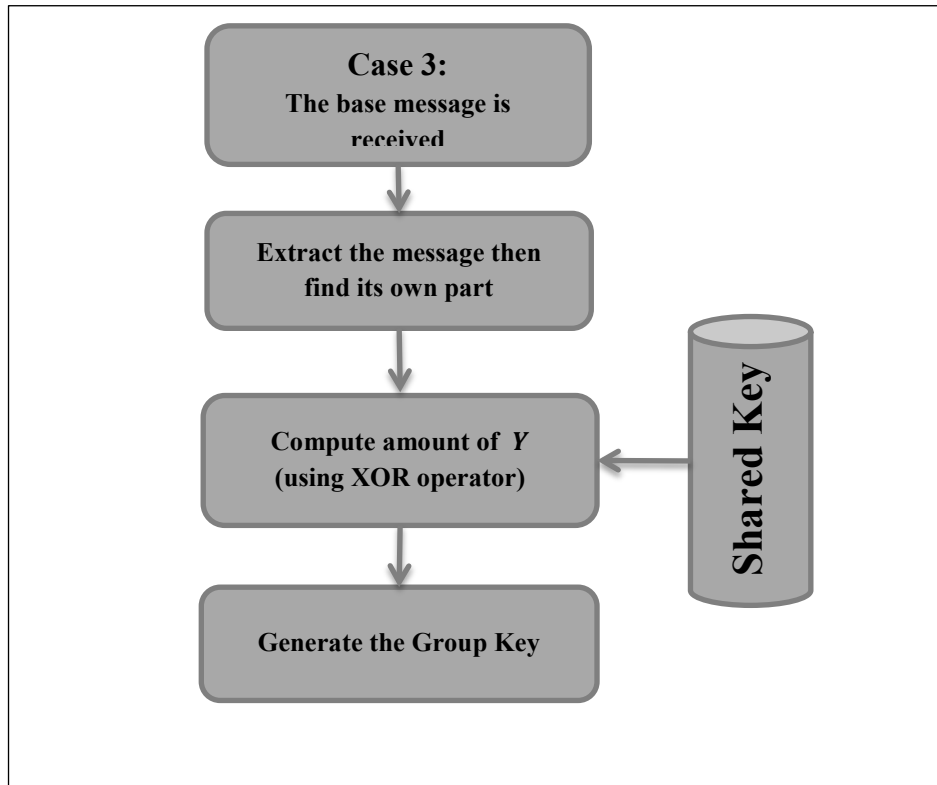 Case 3:
The base message is
received
Extract the message then
find its own part
Compute amount of Y
(using XOR operator)
Shared Key
Generate the Group Key